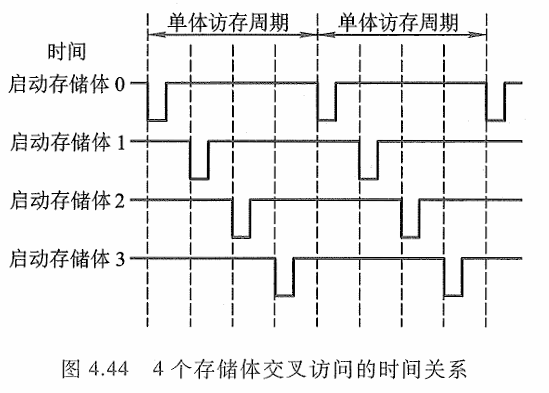 单体访存周期 单体访存周期
时间
启动存储体 0
启动存储体 1
启动存储体 2
启动存储体 3
图 4.44 4 个存储体交叉访问的时间关系